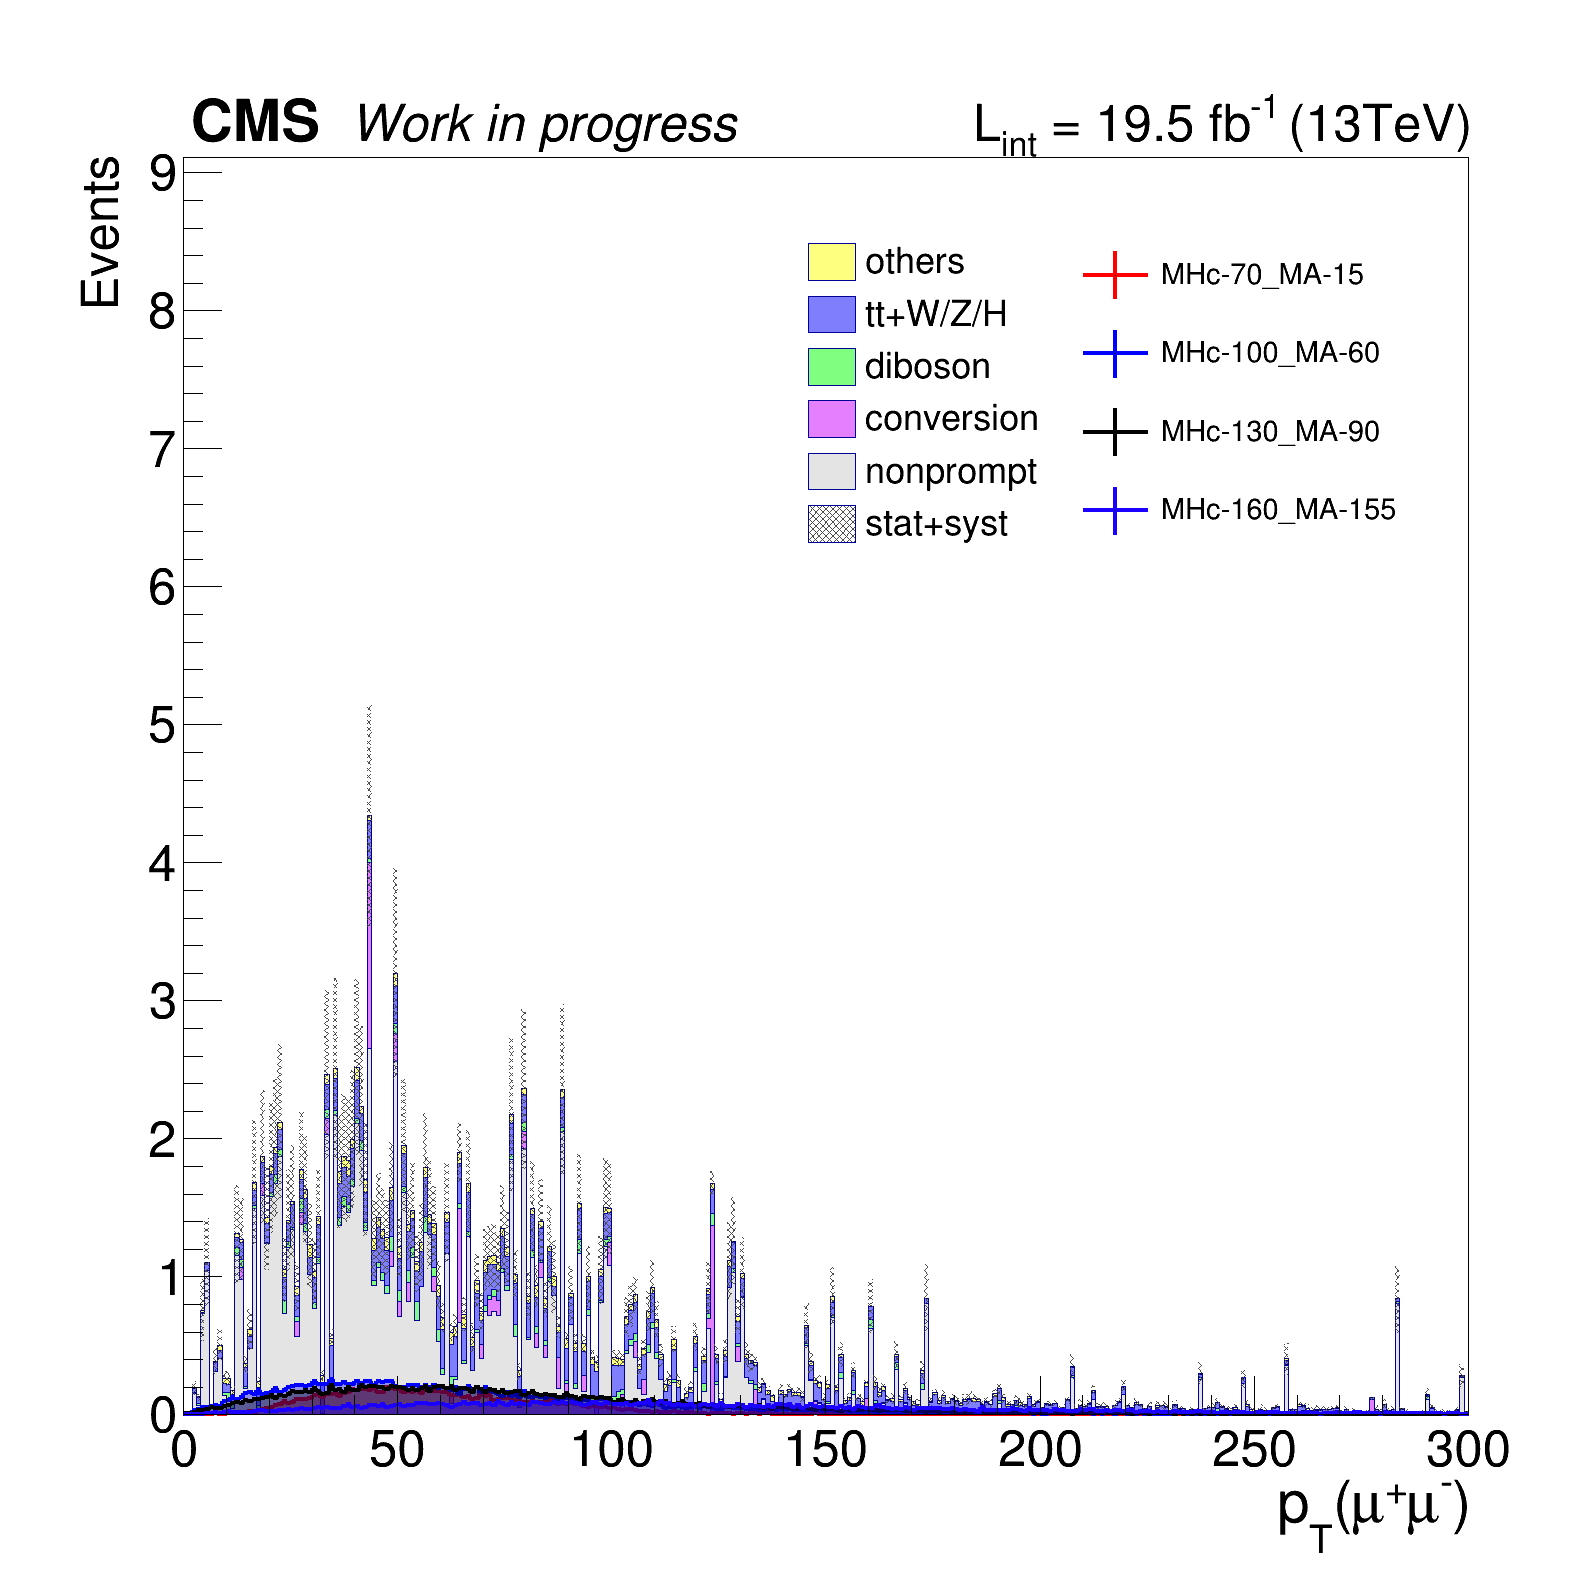 CMS Work in progress
L_int = 19.5 fb^-1 (13TeV)
Events
9
8
7
6
5
4
3
2
1
0
others
tt+W/Z/H
diboson
conversion
nonprompt
stat+syst
MHc-70_MA-15
MHc-100_MA-60
MHc-130_MA-90
MHc-160_MA-155
0 50 100 150 200 250 300
p_T(μ⁺μ⁻)